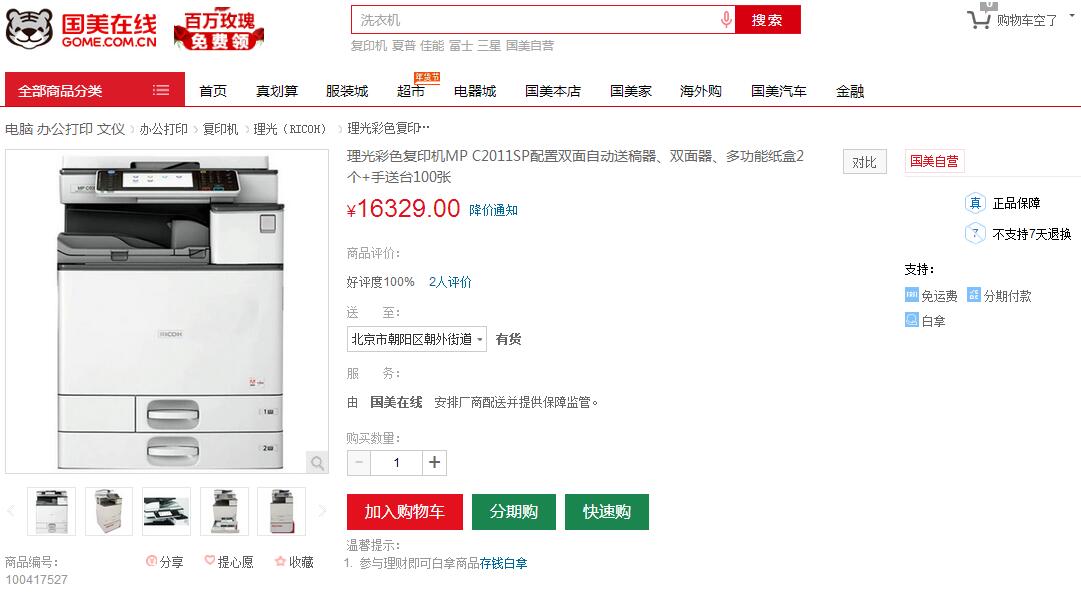 国美在线
GOME.COM.CN
百万玫瑰
免费领
洗衣机
搜索
复印机 夏普 佳能 富士 三星 国美自营
0
购物车空了
全部商品分类
首页 真划算 服装城 超市 年货节 电器城 国美本店 国美家 海外购 国美汽车 金融
电脑 办公打印 文仪 > 办公打印 > 复印机 > 理光（RICOH） > 理光彩色复印···
理光彩色复印机MP C2011SP配置双面自动送稿器、双面器、多功能纸盒2
个+手送台100张
¥16329.00 降价通知
商品评价：
好评度100% 2人评价
送 至：
北京市朝阳区朝外街道 有货
服 务：
由 国美在线 安排厂商配送并提供保障监管。
购买数量：
− 1 +
加入购物车 分期购 快速购
温馨提示：
1. 参与理财即可白拿商品存钱白拿
对比
国美自营
真 正品保障
7 不支持7天退换
支持：
免运费 分期付款
白拿
RICOH
1
2
商品编号：
100417527
分享 提心愿 收藏